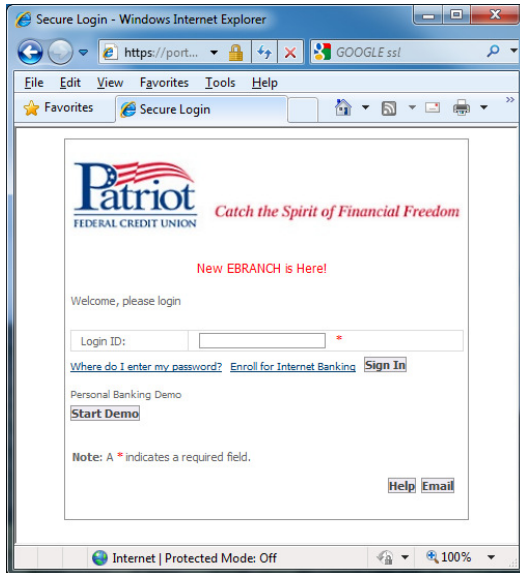 Secure Login - Windows Internet Explorer
https://port...
GOOGLE ssl
File Edit View Favorites Tools Help
Favorites Secure Login
Patriot
FEDERAL CREDIT UNION
Catch the Spirit of Financial Freedom
New EBRANCH is Here!
Welcome, please login
Login ID: *
Where do I enter my password? Enroll for Internet Banking Sign In
Personal Banking Demo
Start Demo
Note: A * indicates a required field.
Help Email
Internet | Protected Mode: Off 100%